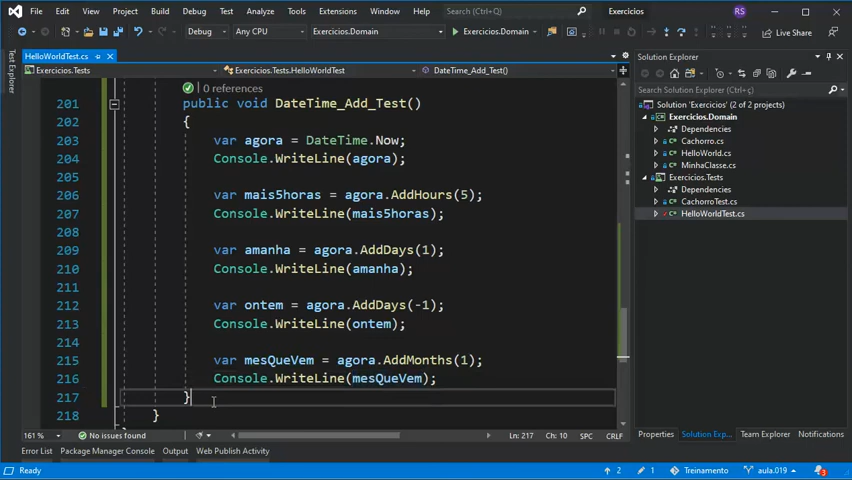 File Edit View Project Build Debug Test Analyze Tools Extensions Window Help Search (Ctrl+Q) Exercicios RS
Debug Any CPU Exercicios.Domain Exercicios.Domain Live Share
Test Explorer
HelloWorldTest.cs
Exercicios.Tests Exercicios.Tests.HelloWorldTest DateTime_Add_Test()
0 references
201 public void DateTime_Add_Test()
202 {
203 var agora = DateTime.Now;
204 Console.WriteLine(agora);
205
206 var mais5horas = agora.AddHours(5);
207 Console.WriteLine(mais5horas);
208
209 var amanha = agora.AddDays(1);
210 Console.WriteLine(amanha);
211
212 var ontem = agora.AddDays(-1);
213 Console.WriteLine(ontem);
214
215 var mesQueVem = agora.AddMonths(1);
216 Console.WriteLine(mesQueVem);
217 }
218 }
161 % No issues found Ln: 217 Ch: 10 SPC CRLF
Solution Explorer
Search Solution Explorer (Ctrl+ç)
Solution 'Exercicios' (2 of 2 projects)
Exercicios.Domain
Dependencies
Cachorro.cs
HelloWorld.cs
MinhaClasse.cs
Exercicios.Tests
Dependencies
CachorroTest.cs
HelloWorldTest.cs
Properties Solution Exp... Team Explorer Notifications
Error List Package Manager Console Output Web Publish Activity
Ready 2 1 Treinamento aula.019 3